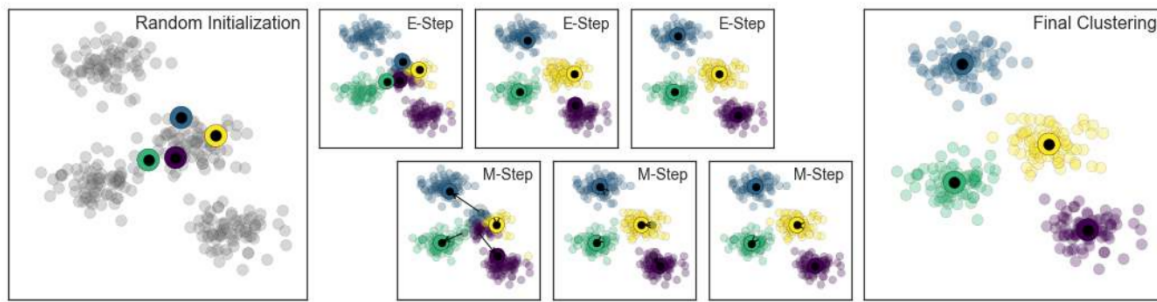 Random Initialization
E-Step
E-Step
E-Step
Final Clustering
M-Step
M-Step
M-Step